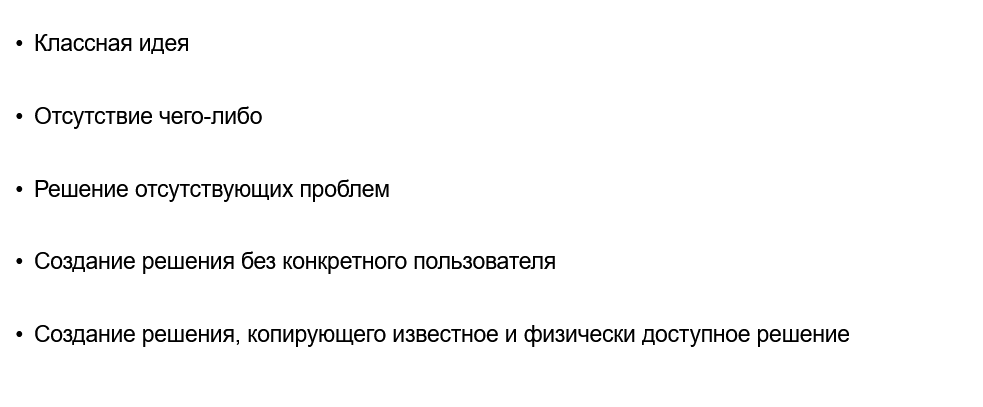 • Классная идея
• Отсутствие чего-либо
• Решение отсутствующих проблем
• Создание решения без конкретного пользователя
• Создание решения, копирующего известное и физически доступное решение